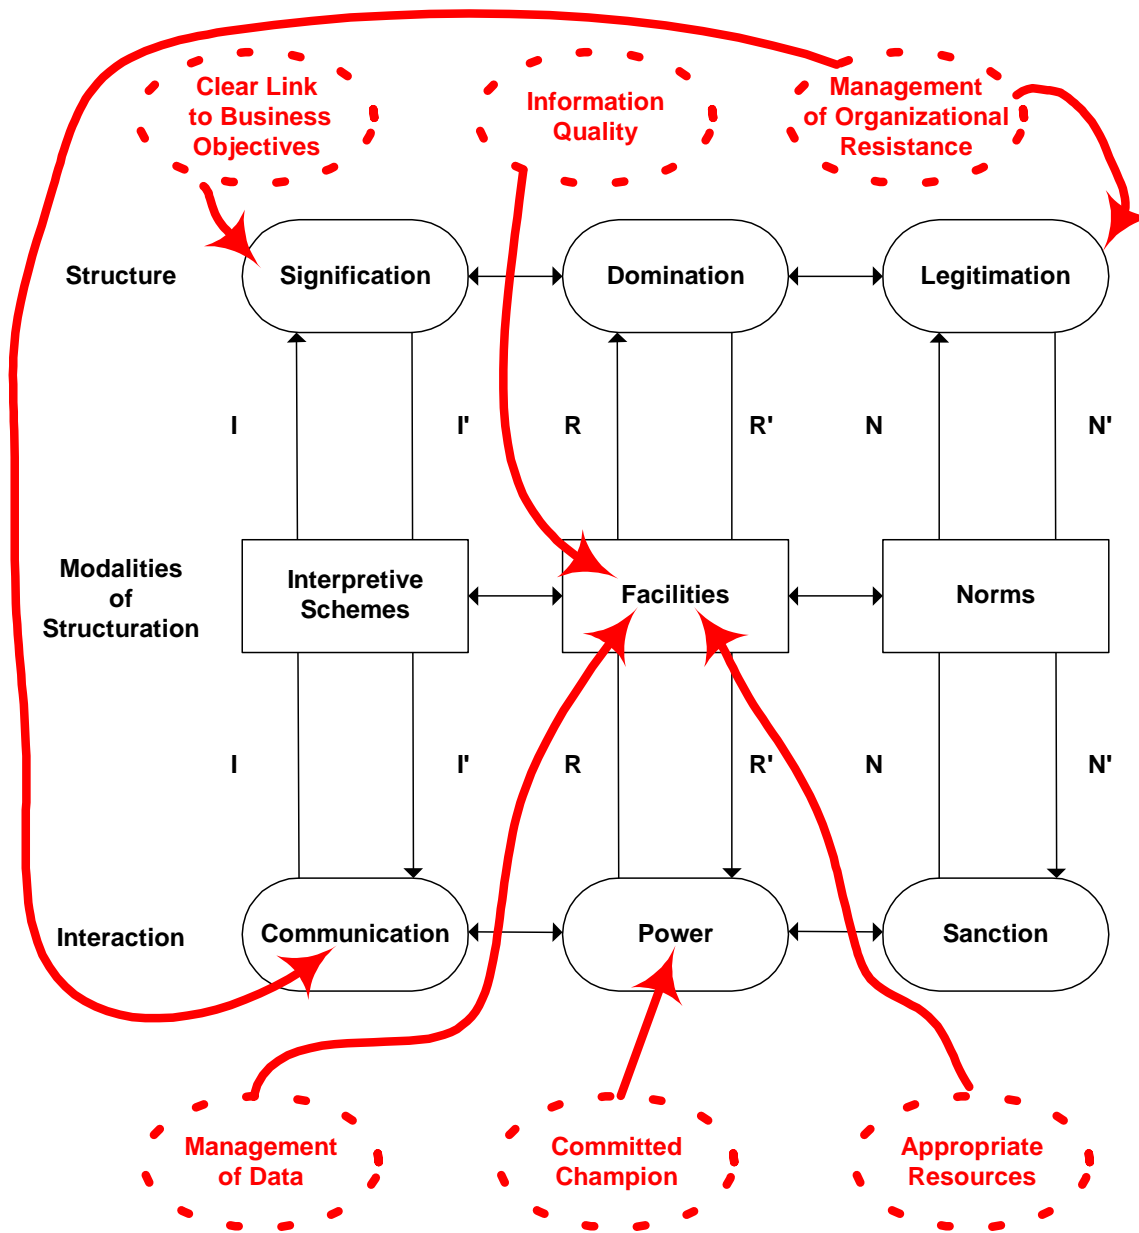 Clear Link
to Business
Objectives
Information
Quality
Management
of Organizational
Resistance
Structure
Signification
Domination
Legitimation
I
I'
R
R'
N
N'
Modalities
of
Structuration
Interpretive
Schemes
Facilities
Norms
I
I'
R
R'
N
N'
Interaction
Communication
Power
Sanction
Management
of Data
Committed
Champion
Appropriate
Resources